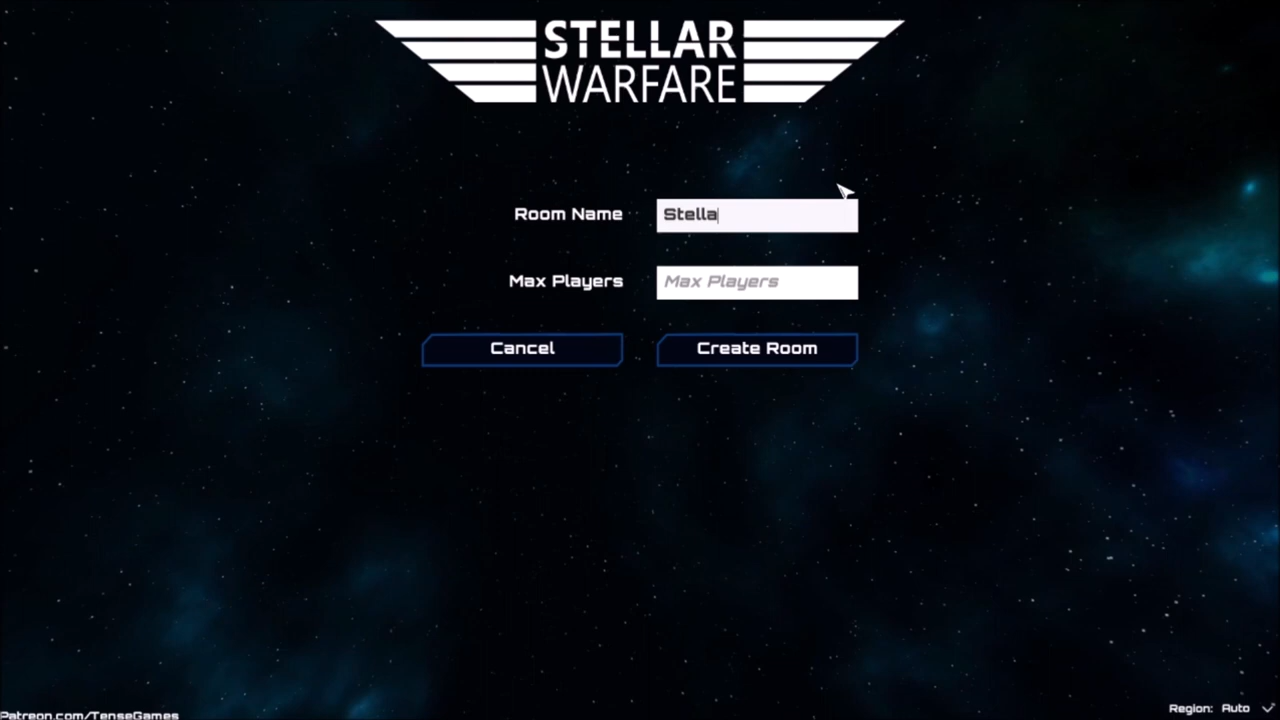 STELLAR
WARFARE
Room Name
Stella
Max Players
Max Players
Cancel
Create Room
Patreon.com/TenseGames
Region: Auto